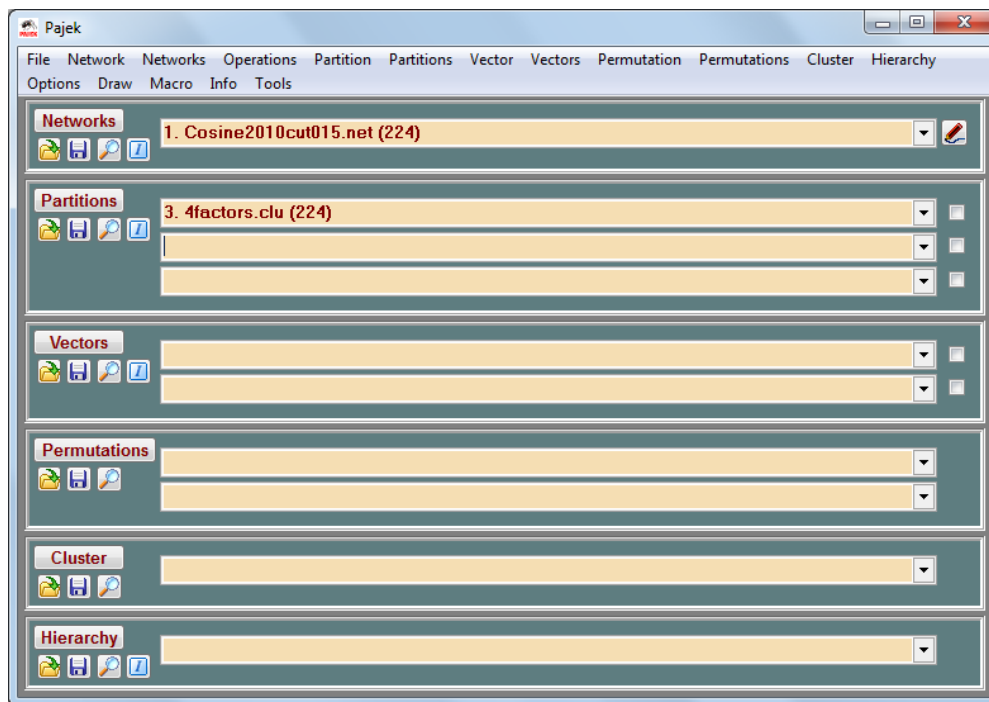 Pajek
File Network Networks Operations Partition Partitions Vector Vectors Permutation Permutations Cluster Hierarchy
Options Draw Macro Info Tools
Networks
1. Cosine2010cut015.net (224)
Partitions
3. 4factors.clu (224)
Vectors
Permutations
Cluster
Hierarchy